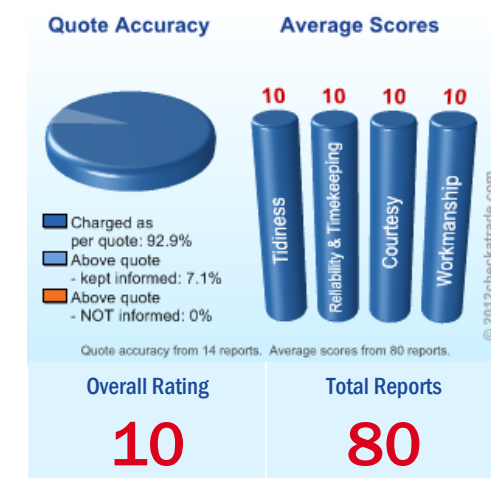 Quote Accuracy
Average Scores
10
10
10
10
Tidiness
Reliability & Timekeeping
Courtesy
Workmanship
Charged as
per quote: 92.9%
Above quote
- kept informed: 7.1%
Above quote
- NOT informed: 0%
© 2012checkatrade.com
Quote accuracy from 14 reports. Average scores from 80 reports.
Overall Rating
Total Reports
10
80